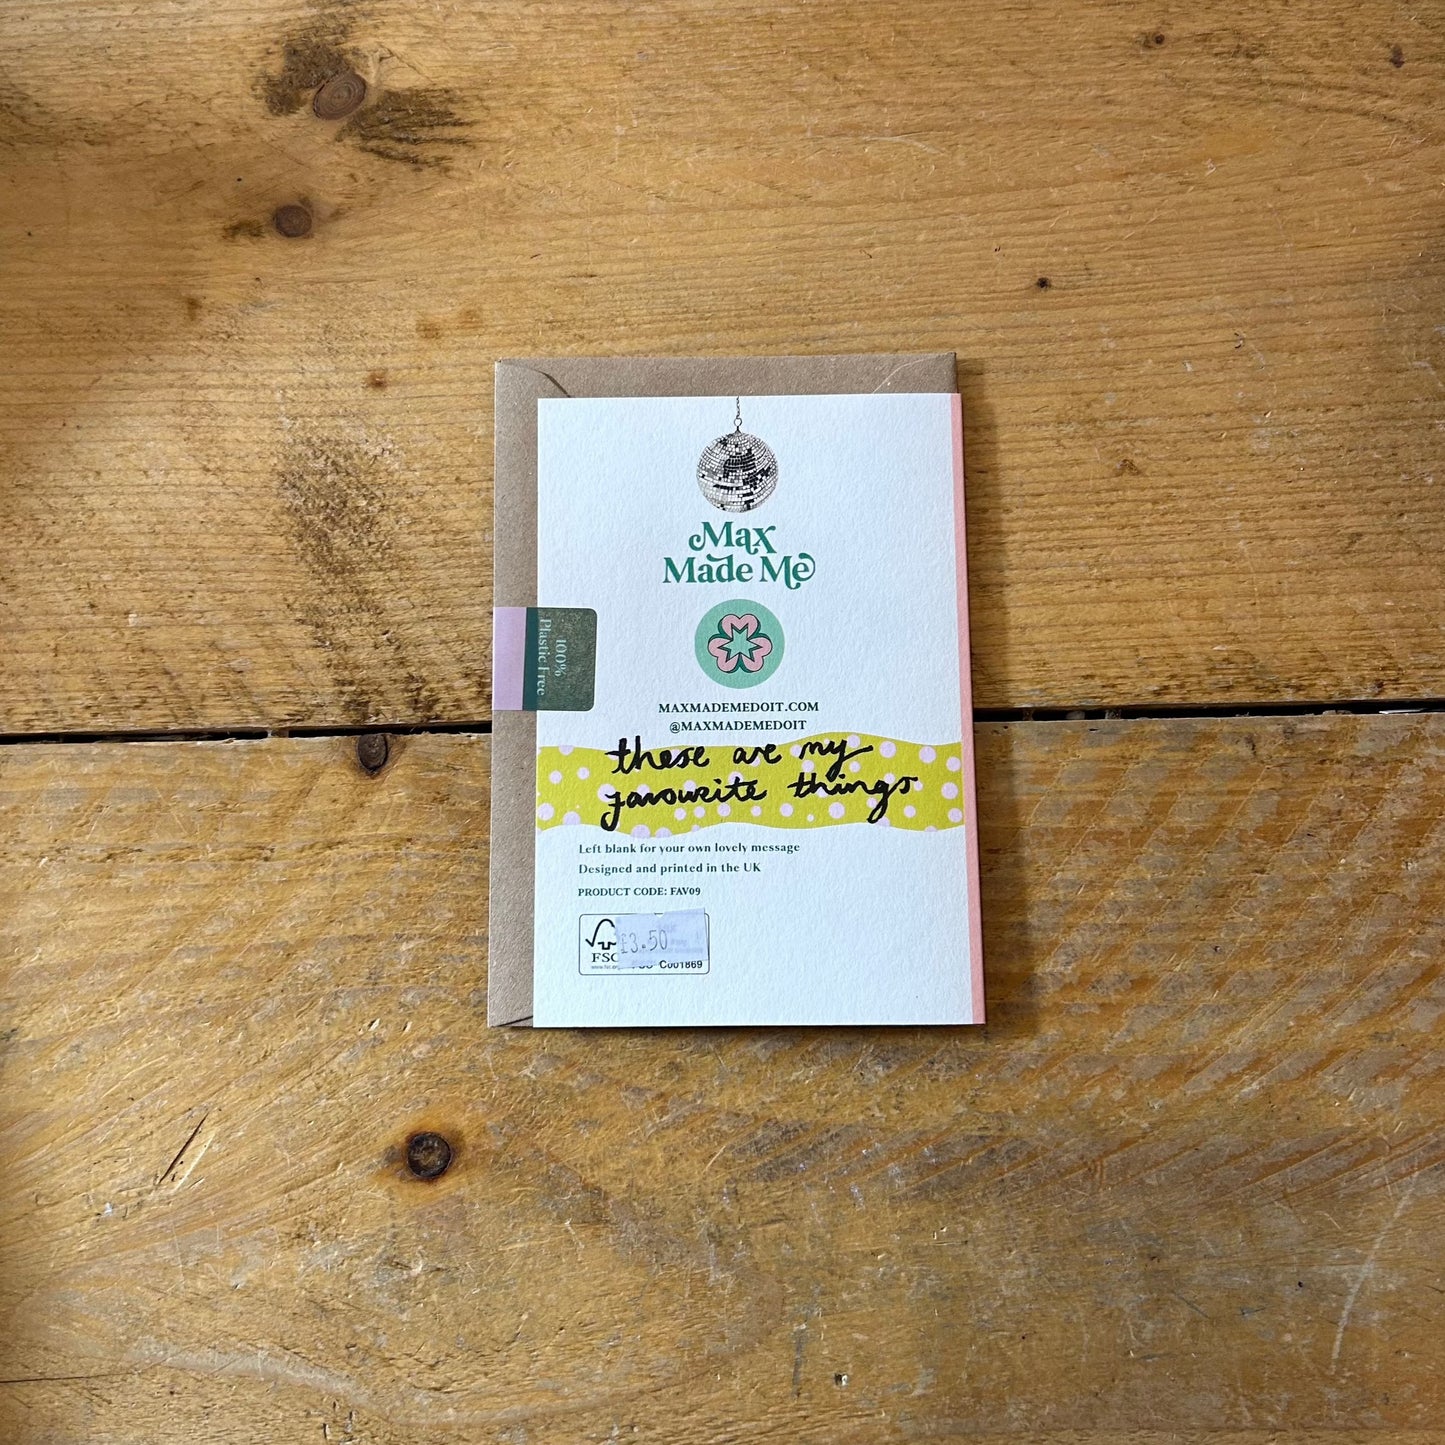 Max
Made Me
100%
Plastic Free
MAXMADEMEDOIT.COM
@MAXMADEMEDOIT
these are my
favourite things
Left blank for your own lovely message
Designed and printed in the UK
PRODUCT CODE: FAV09
£3.50
FSC
C001869